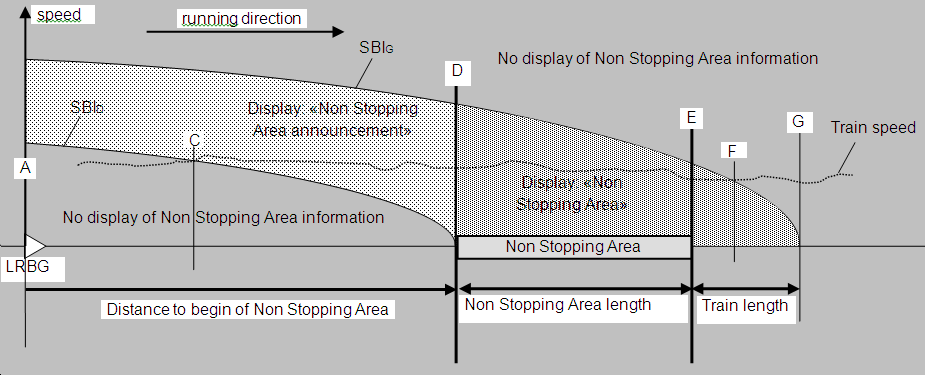 speed
running direction
SBIG
No display of Non Stopping Area information
D
SBID
Display: «Non Stopping
Area announcement»
E
G
Train speed
C
F
A
Display: «Non
Stopping Area»
No display of Non Stopping Area information
Non Stopping Area
LRBG
Distance to begin of Non Stopping Area
Non Stopping Area length
Train length